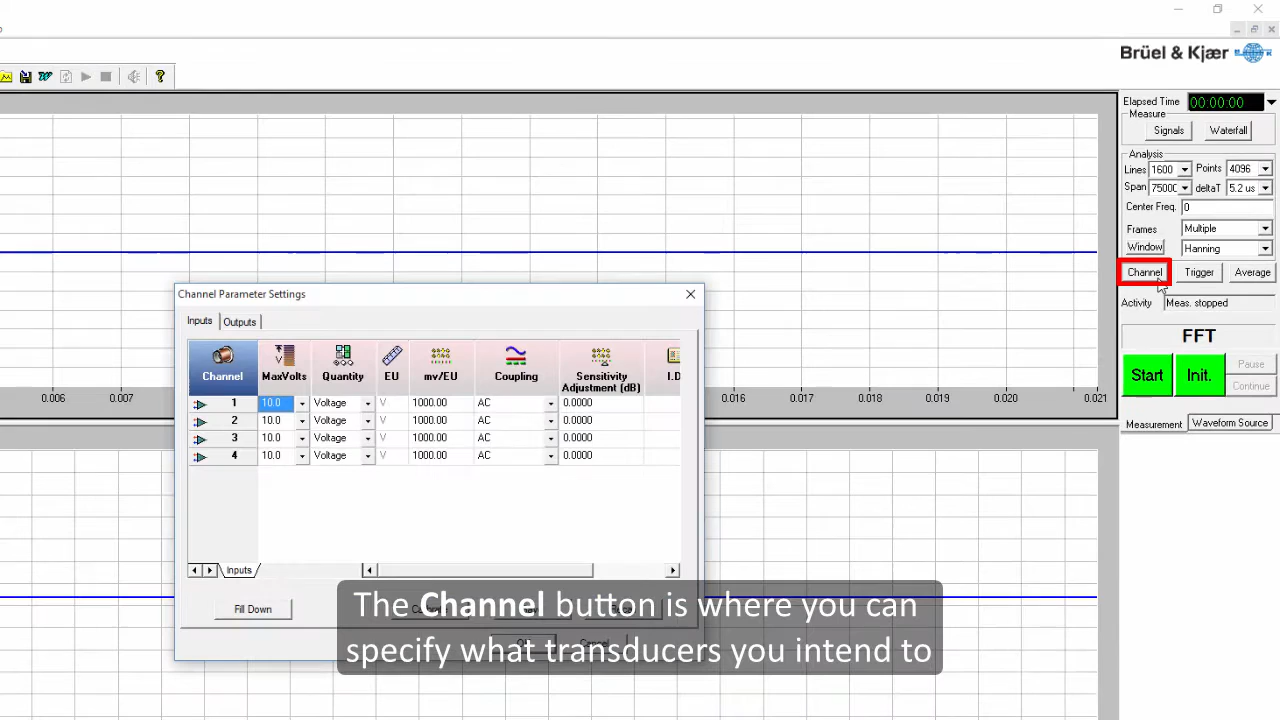 Brüel & Kjær
Elapsed Time 00:00:00
Measure
Signals Waterfall
Analysis
Lines 1600 Points 4096
Span 7500 deltaT 5.2 us
Center Freq. 0
Frames Multiple
Window Hanning
Channel Trigger Average
Activity Meas. stopped
FFT
Start Init. Pause
Continue
Measurement Waveform Source
0.006 0.007 0.016 0.017 0.018 0.019 0.020 0.021
Channel Parameter Settings
Inputs Outputs
Channel MaxVolts Quantity EU mv/EU Coupling Sensitivity Adjustment (dB) I.D
1 10.0 Voltage V 1000.00 AC 0.0000
2 10.0 Voltage V 1000.00 AC 0.0000
3 10.0 Voltage V 1000.00 AC 0.0000
4 10.0 Voltage V 1000.00 AC 0.0000
Inputs
Fill Down
Cancel
The Channel button is where you can
specify what transducers you intend to